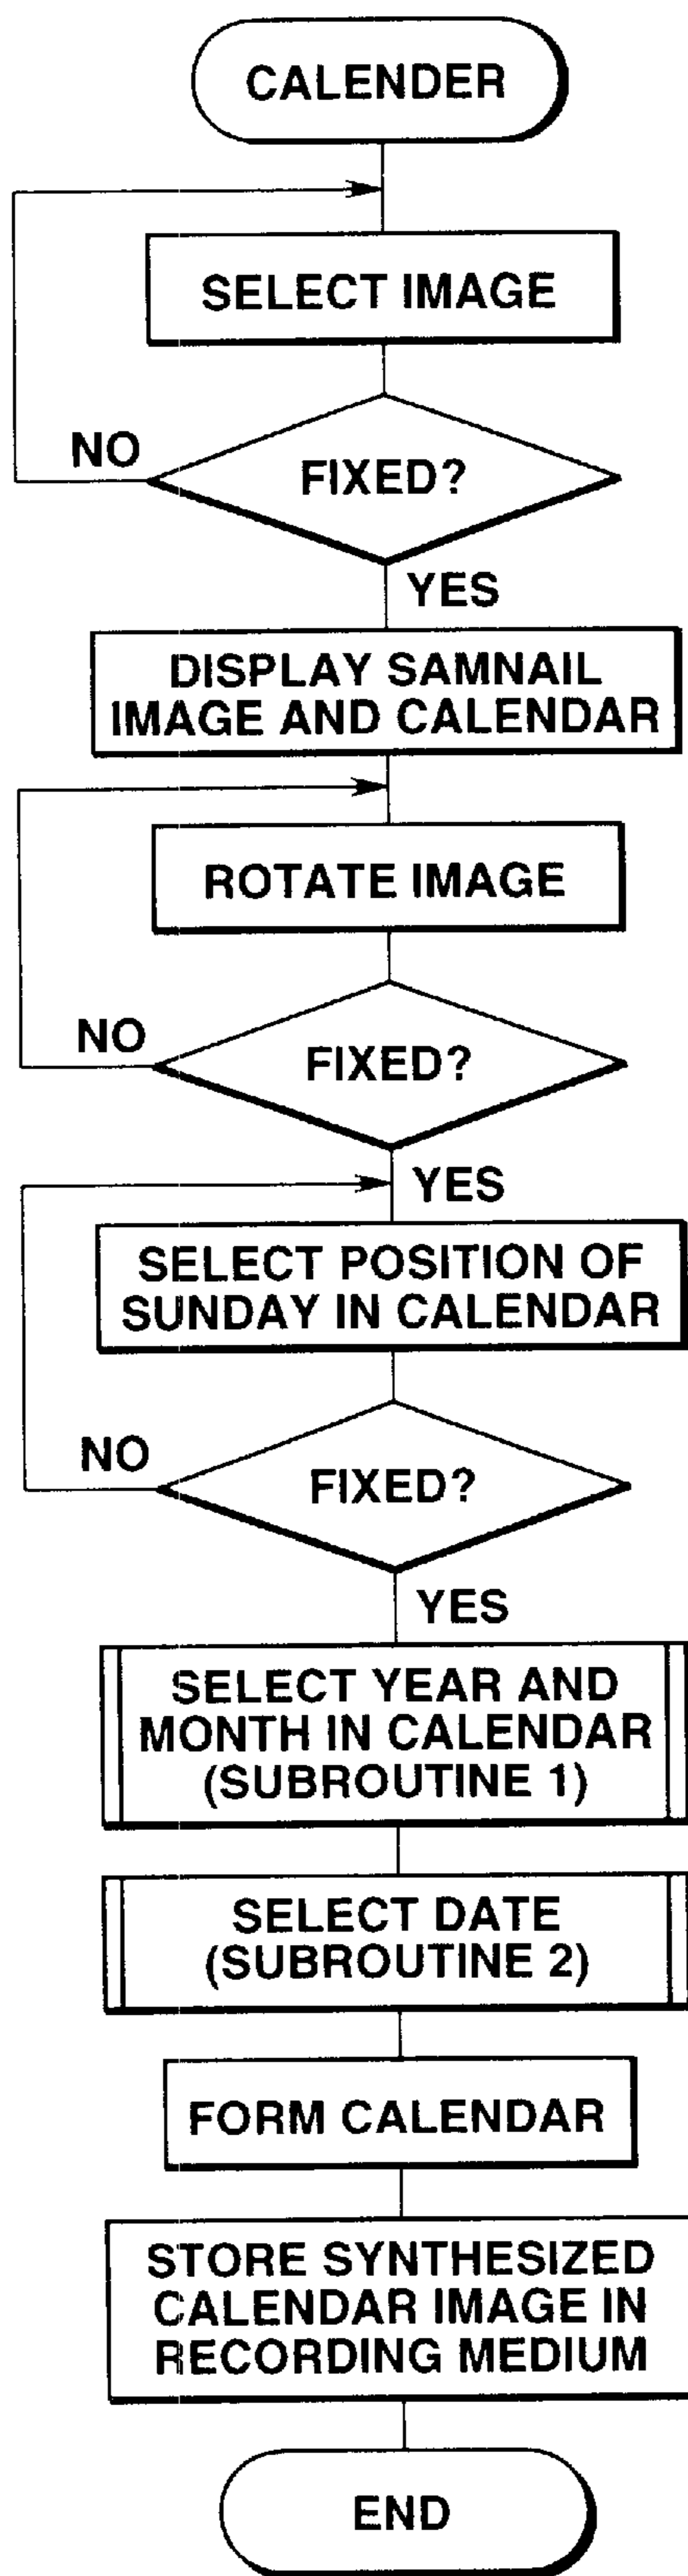 CALENDER
SELECT IMAGE
NO
FIXED?
YES
DISPLAY SAMNAIL
IMAGE AND CALENDAR
ROTATE IMAGE
NO
FIXED?
YES
SELECT POSITION OF
SUNDAY IN CALENDAR
NO
FIXED?
YES
SELECT YEAR AND
MONTH IN CALENDAR
(SUBROUTINE 1)
SELECT DATE
(SUBROUTINE 2)
FORM CALENDAR
STORE SYNTHESIZED
CALENDAR IMAGE IN
RECORDING MEDIUM
END